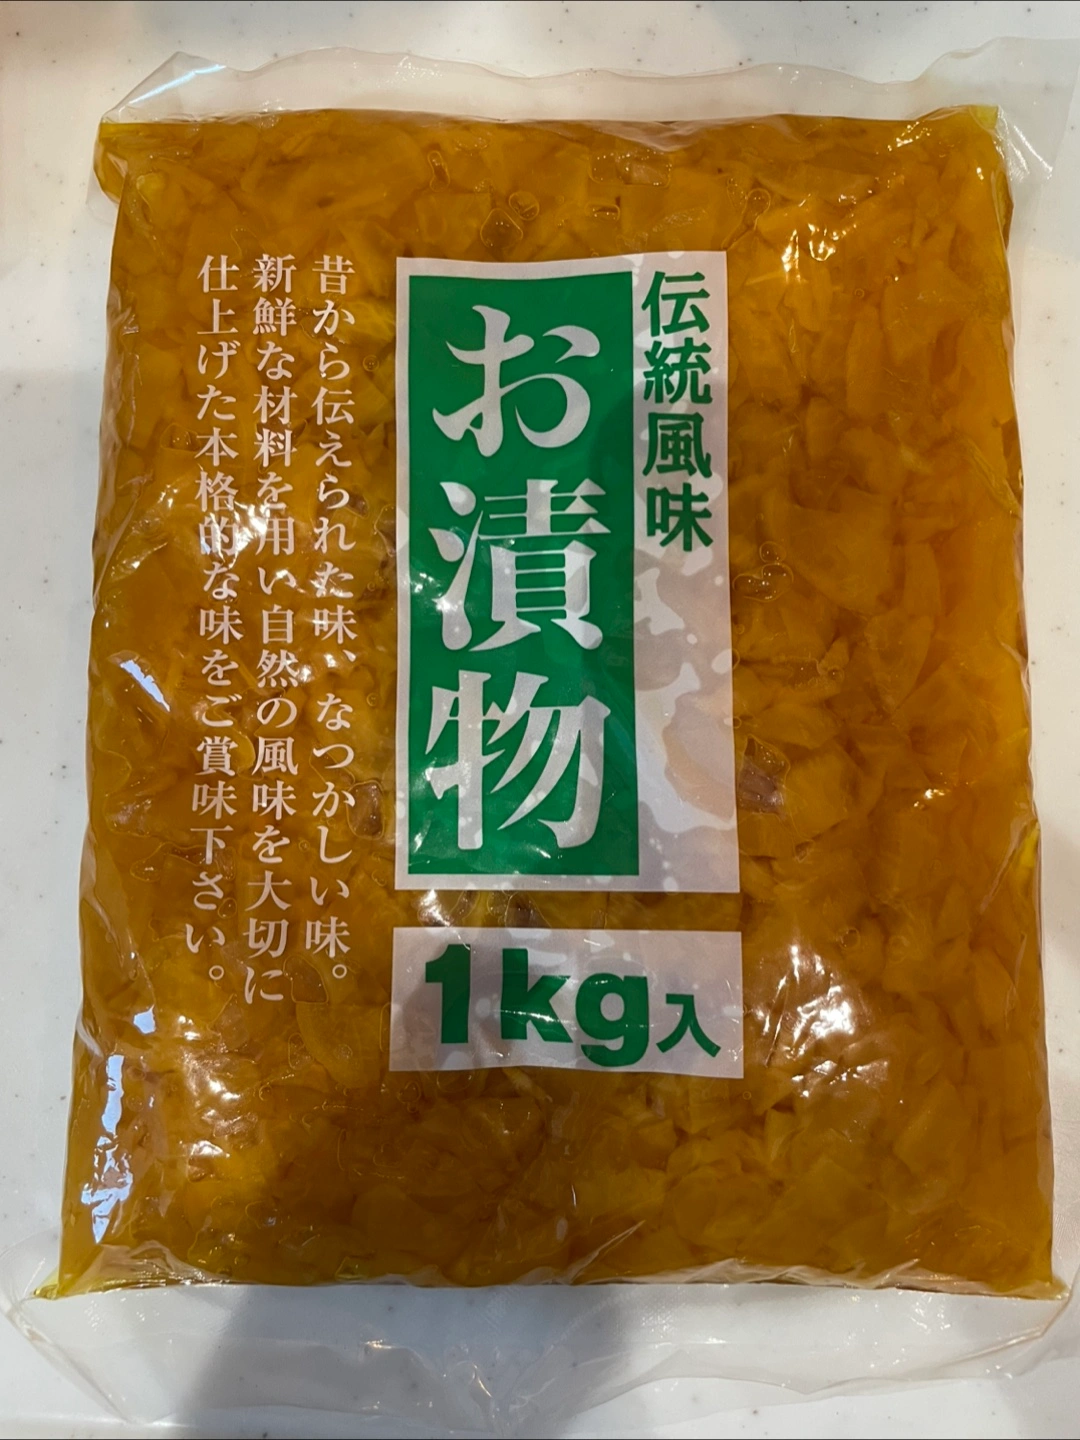 伝統風味
お漬物
1kg入
昔から伝えられた味、なつかしい味。
新鮮な材料を用い自然の風味を大切に
仕上げた本格的な味をご賞味下さい。